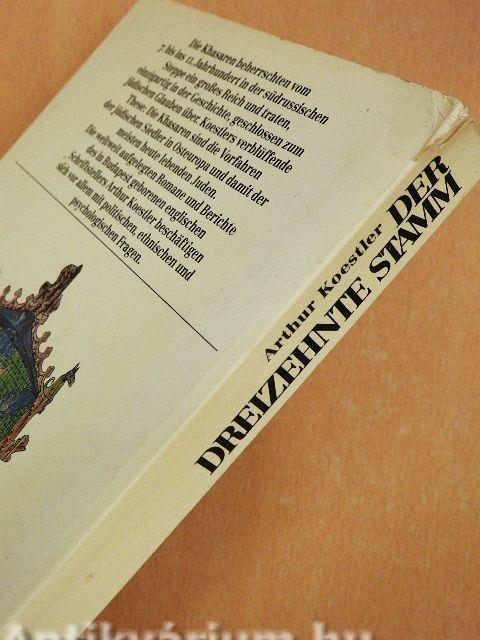 Die Khasaren beherrschten vom
7. bis ins 11. Jahrhundert in der südrussischen
Steppe ein großes Reich und traten,
einzigartig in der Geschichte, geschlossen zum
jüdischen Glauben über. Koestlers verblüffende
These: Die Khasaren sind die Vorfahren
der jüdischen Siedler in Osteuropa und damit der
meisten heute lebenden Juden.
Die weltweit aufgelegten Romane und Berichte
des in Budapest geborenen englischen
Schriftstellers Arthur Koestler beschäftigen
sich vor allem mit politischen, ethnischen und
psychologischen Fragen.
Arthur Koestler DER
DREIZEHNTE STAMM
Antikvárium.hu